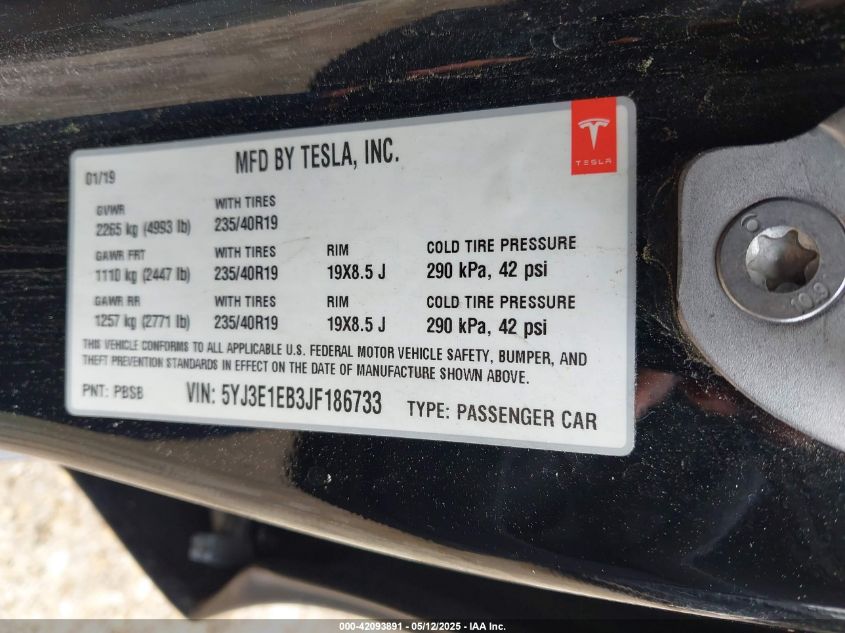 01/19
MFD BY TESLA, INC.
TESLA
GVWR
WITH TIRES
2265 kg (4993 lb)
235/40R19
GAWR FRT
WITH TIRES
RIM
COLD TIRE PRESSURE
1110 kg (2447 lb)
235/40R19
19X8.5 J
290 kPa, 42 psi
GAWR RR
WITH TIRES
RIM
COLD TIRE PRESSURE
1257 kg (2771 lb)
235/40R19
19X8.5 J
290 kPa, 42 psi
THIS VEHICLE CONFORMS TO ALL APPLICABLE U.S. FEDERAL MOTOR VEHICLE SAFETY, BUMPER, AND
THEFT PREVENTION STANDARDS IN EFFECT ON THE DATE OF MANUFACTURE SHOWN ABOVE.
PNT: PBSB
VIN: 5YJ3E1EB3JF186733
TYPE: PASSENGER CAR
10.9
000-42093891 - 05/12/2025 - IAA Inc.